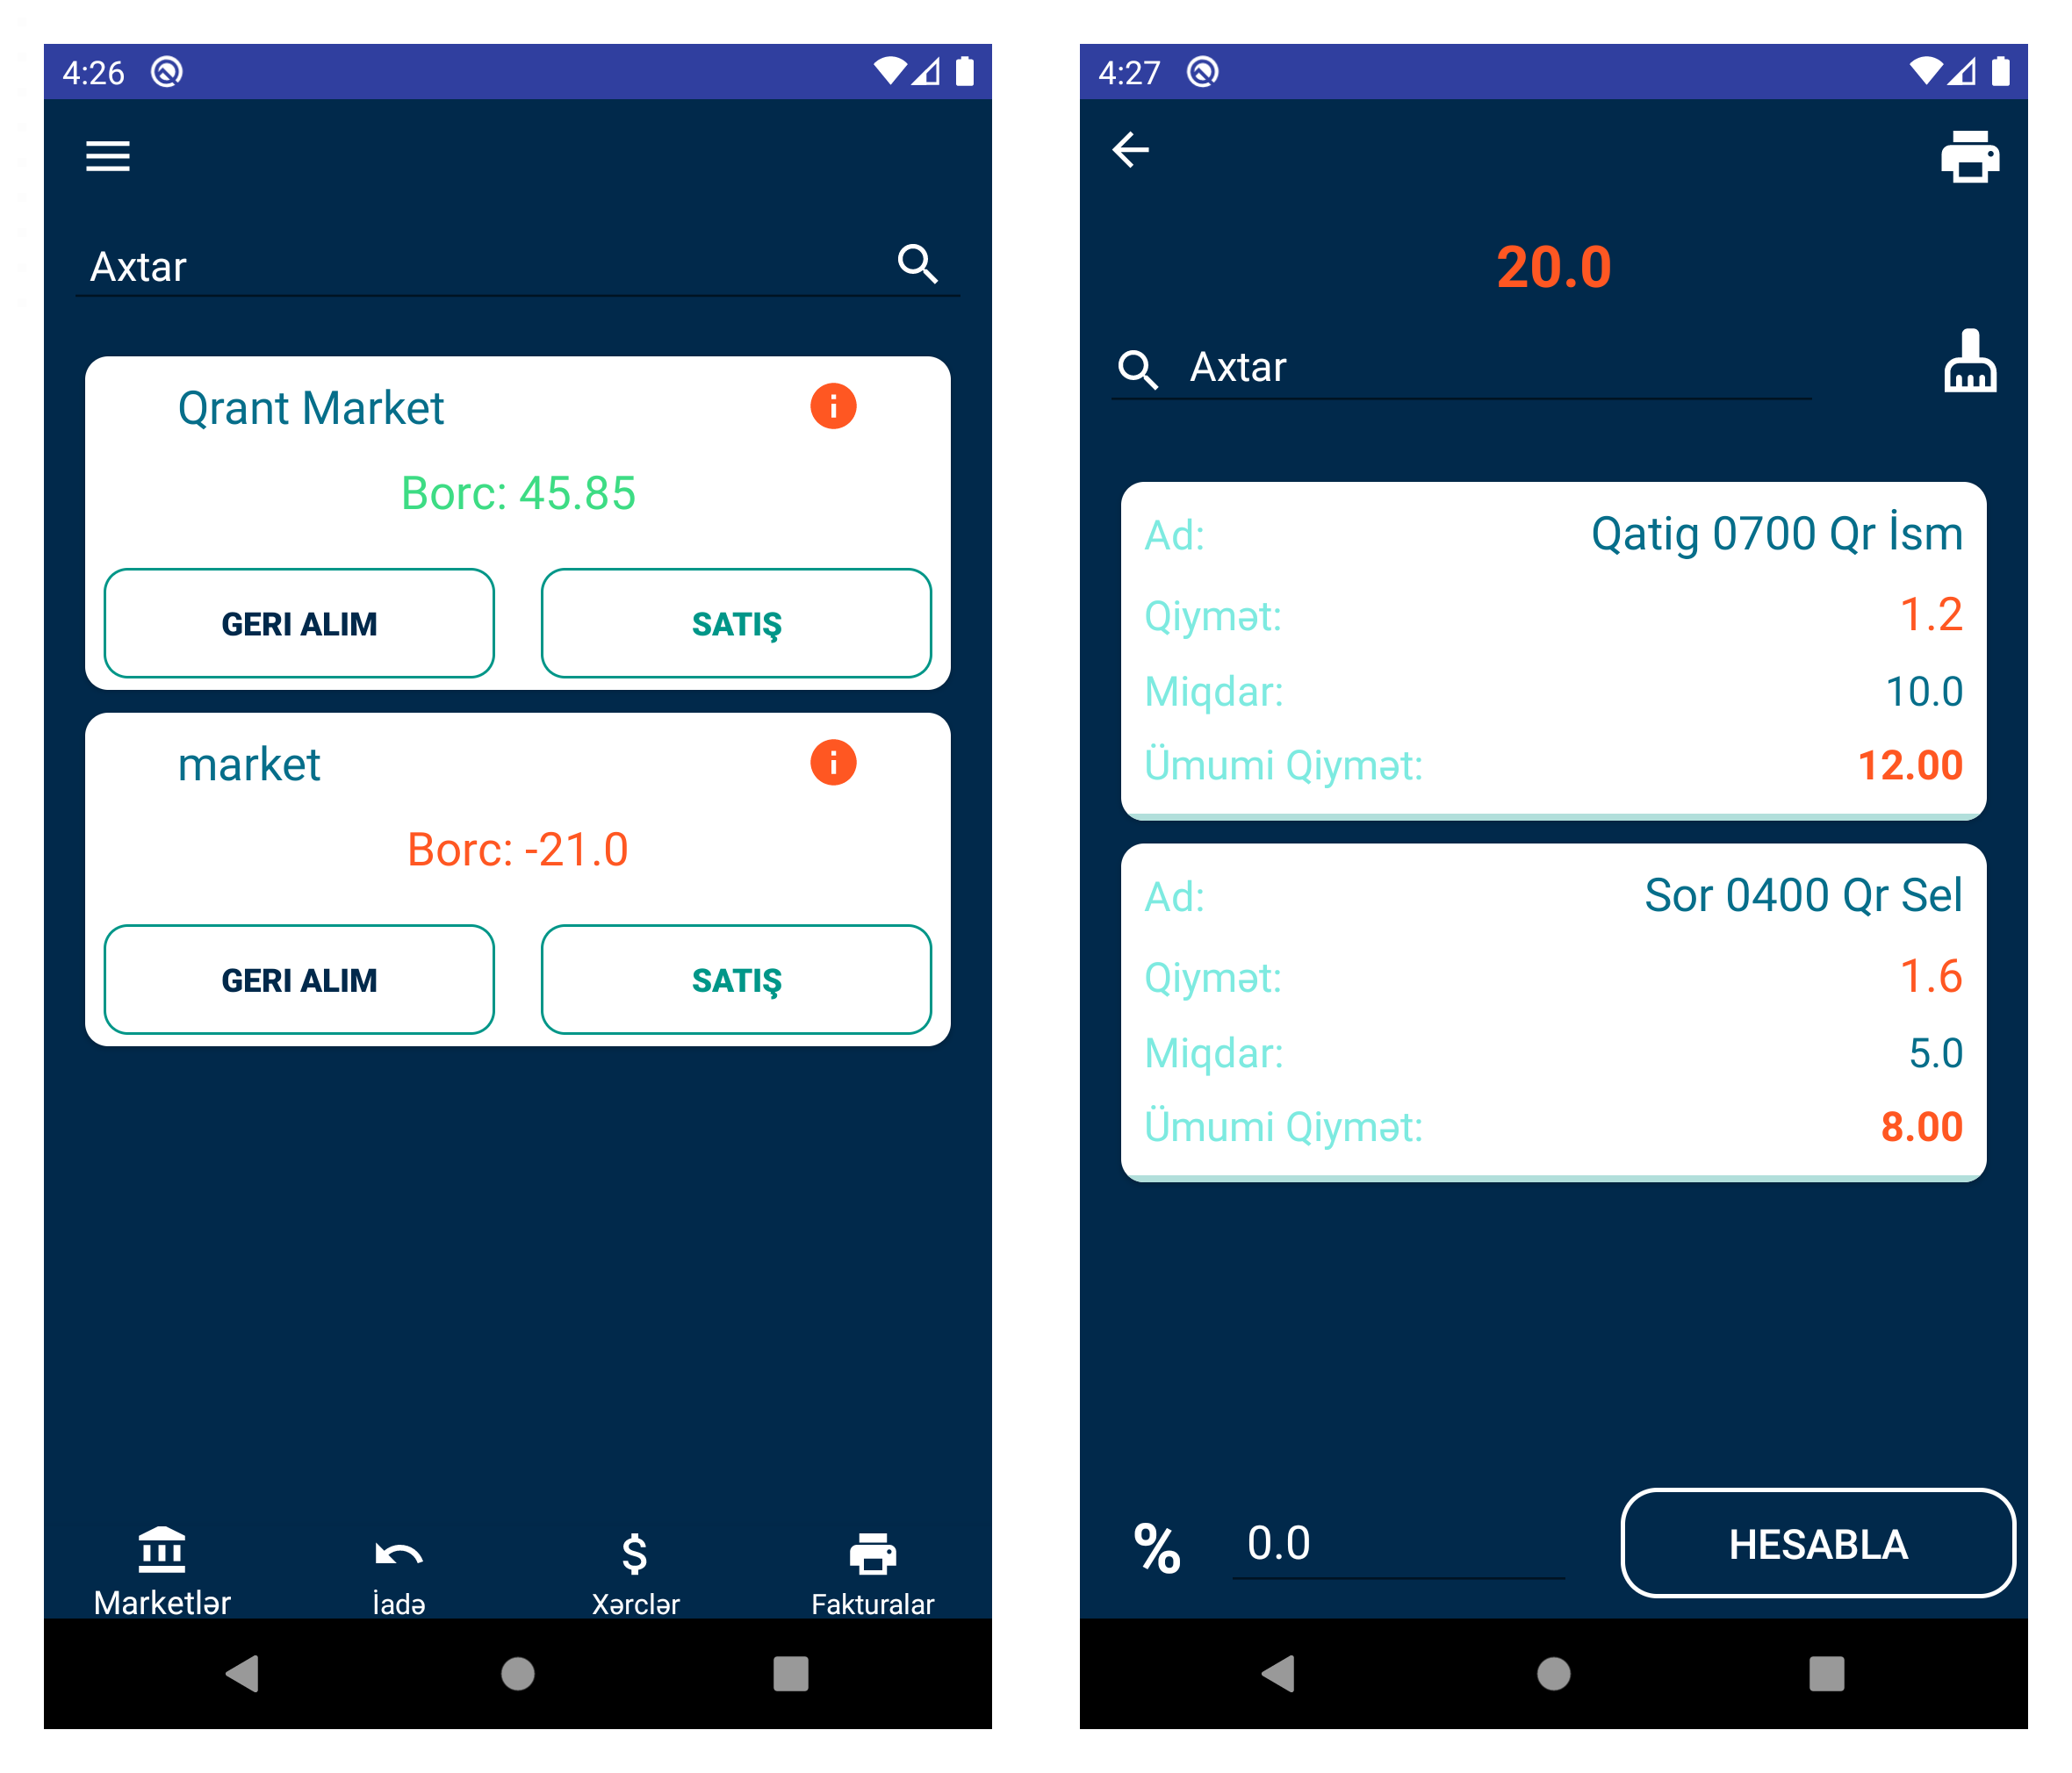 4:26
Axtar
Qrant Market
Borc: 45.85
GERI ALIM
SATIŞ
market
Borc: -21.0
GERI ALIM
SATIŞ
Marketlər
İadə
Xərclər
Fakturalar
4:27
20.0
Axtar
Ad: Qatig 0700 Qr İsm
Qiymət: 1.2
Miqdar: 10.0
Ümumi Qiymət: 12.00
Ad: Sor 0400 Qr Sel
Qiymət: 1.6
Miqdar: 5.0
Ümumi Qiymət: 8.00
% 0.0
HESABLA